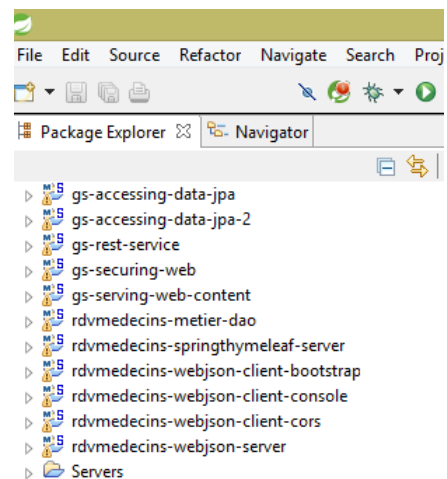 File Edit Source Refactor Navigate Search Proj
Package Explorer Navigator
gs-accessing-data-jpa
gs-accessing-data-jpa-2
gs-rest-service
gs-securing-web
gs-serving-web-content
rdvmedecins-metier-dao
rdvmedecins-springthymeleaf-server
rdvmedecins-webjson-client-bootstrap
rdvmedecins-webjson-client-console
rdvmedecins-webjson-client-cors
rdvmedecins-webjson-server
Servers